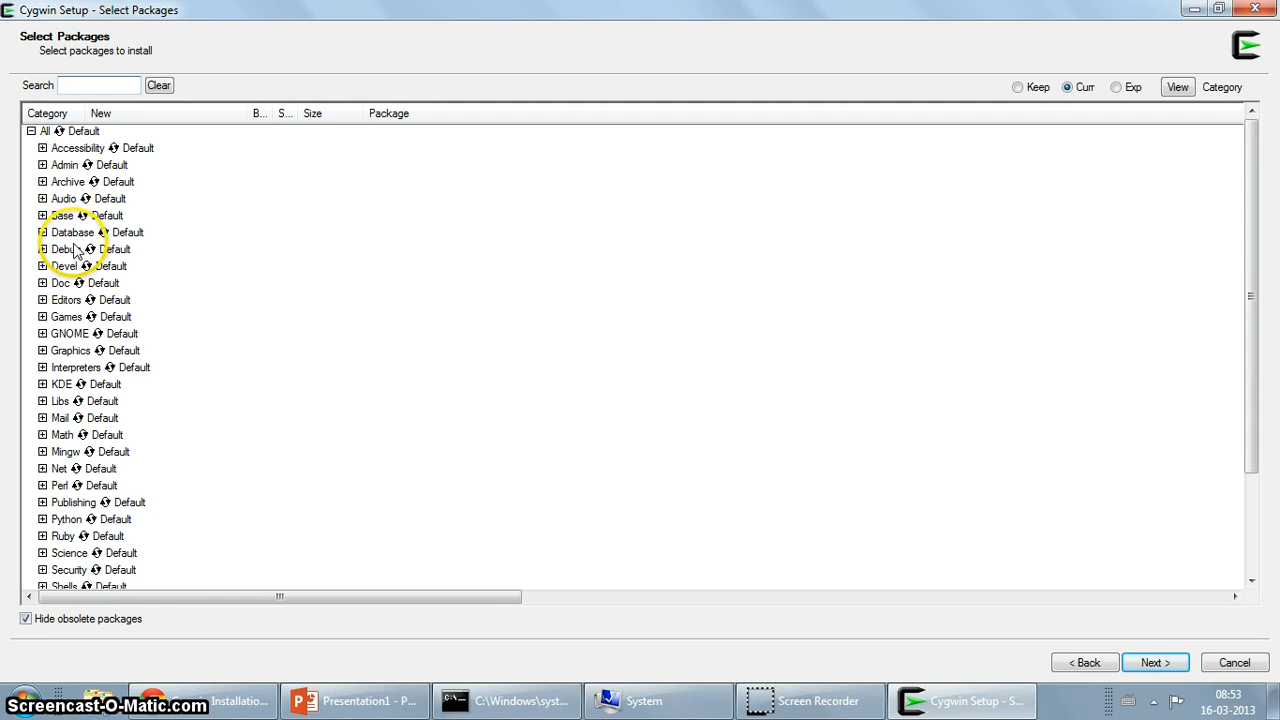 Cygwin Setup - Select Packages
Select Packages
Select packages to install
Search Clear Keep Curr Exp View Category
Category New B... S... Size Package
All Default
Accessibility Default
Admin Default
Archive Default
Audio Default
Base Default
Database Default
Debug Default
Devel Default
Doc Default
Editors Default
Games Default
GNOME Default
Graphics Default
Interpreters Default
KDE Default
Libs Default
Mail Default
Math Default
Mingw Default
Net Default
Perl Default
Publishing Default
Python Default
Ruby Default
Science Default
Security Default
Shells Default
Hide obsolete packages
< Back Next > Cancel
Installatio... Presentation1 - P... C:\Windows\syst... System Screen Recorder Cygwin Setup - S... 08:53
16-03-2013
Screencast-O-Matic.com